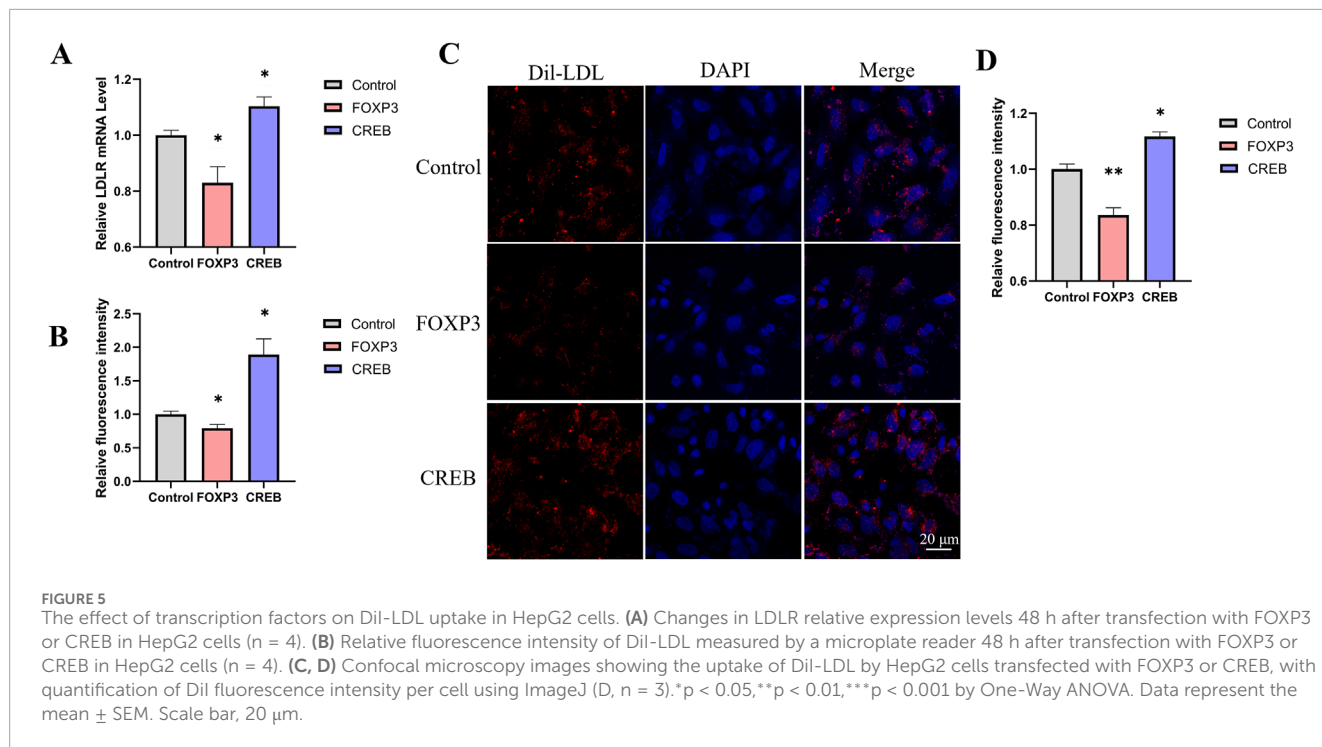 A
Relaive LDLR mRNA Level
1.2
1.0
0.8
0.6
*
*
Control FOXP3 CREB
Control
FOXP3
CREB
B
Relaive fluorescence intensity
2.5
2.0
1.5
1.0
0.5
0.0
*
*
Control FOXP3 CREB
Control
FOXP3
CREB
C
Dil-LDL DAPI Merge
Control
FOXP3
CREB
20 μm
D
Relaive fluorescence intensity
1.2
1.0
0.8
0.6
**
*
Control FOXP3 CREB
Control
FOXP3
CREB
FIGURE 5
The effect of transcription factors on Dil-LDL uptake in HepG2 cells. (A) Changes in LDLR relative expression levels 48 h after transfection with FOXP3
or CREB in HepG2 cells (n = 4). (B) Relative fluorescence intensity of Dil-LDL measured by a microplate reader 48 h after transfection with FOXP3 or
CREB in HepG2 cells (n = 4). (C, D) Confocal microscopy images showing the uptake of Dil-LDL by HepG2 cells transfected with FOXP3 or CREB, with
quantification of Dil fluorescence intensity per cell using ImageJ (D, n = 3).*p < 0.05,**p < 0.01,***p < 0.001 by One-Way ANOVA. Data represent the
mean ± SEM. Scale bar, 20 μm.